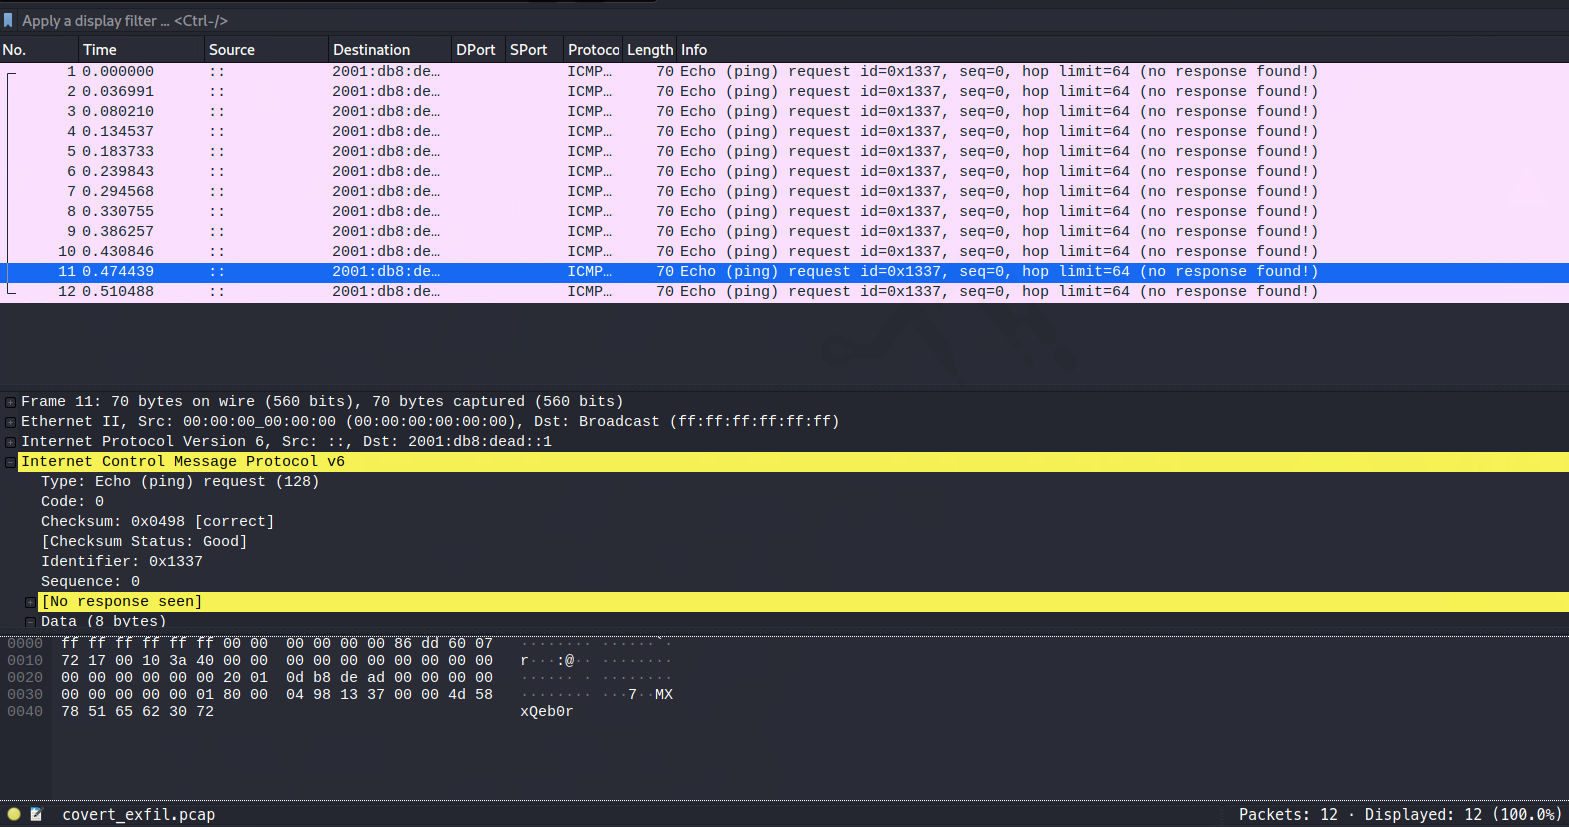 Apply a display filter … <Ctrl-/>
No. Time Source Destination DPort SPort Protoco Length Info
1 0.000000 :: 2001:db8:de… ICMP… 70 Echo (ping) request id=0x1337, seq=0, hop limit=64 (no response found!)
2 0.036991 :: 2001:db8:de… ICMP… 70 Echo (ping) request id=0x1337, seq=0, hop limit=64 (no response found!)
3 0.080210 :: 2001:db8:de… ICMP… 70 Echo (ping) request id=0x1337, seq=0, hop limit=64 (no response found!)
4 0.134537 :: 2001:db8:de… ICMP… 70 Echo (ping) request id=0x1337, seq=0, hop limit=64 (no response found!)
5 0.183733 :: 2001:db8:de… ICMP… 70 Echo (ping) request id=0x1337, seq=0, hop limit=64 (no response found!)
6 0.239843 :: 2001:db8:de… ICMP… 70 Echo (ping) request id=0x1337, seq=0, hop limit=64 (no response found!)
7 0.294568 :: 2001:db8:de… ICMP… 70 Echo (ping) request id=0x1337, seq=0, hop limit=64 (no response found!)
8 0.330755 :: 2001:db8:de… ICMP… 70 Echo (ping) request id=0x1337, seq=0, hop limit=64 (no response found!)
9 0.386257 :: 2001:db8:de… ICMP… 70 Echo (ping) request id=0x1337, seq=0, hop limit=64 (no response found!)
10 0.430846 :: 2001:db8:de… ICMP… 70 Echo (ping) request id=0x1337, seq=0, hop limit=64 (no response found!)
11 0.474439 :: 2001:db8:de… ICMP… 70 Echo (ping) request id=0x1337, seq=0, hop limit=64 (no response found!)
12 0.510488 :: 2001:db8:de… ICMP… 70 Echo (ping) request id=0x1337, seq=0, hop limit=64 (no response found!)
Frame 11: 70 bytes on wire (560 bits), 70 bytes captured (560 bits)
Ethernet II, Src: 00:00:00_00:00:00 (00:00:00:00:00:00), Dst: Broadcast (ff:ff:ff:ff:ff:ff)
Internet Protocol Version 6, Src: ::, Dst: 2001:db8:dead::1
Internet Control Message Protocol v6
Type: Echo (ping) request (128)
Code: 0
Checksum: 0x0498 [correct]
[Checksum Status: Good]
Identifier: 0x1337
Sequence: 0
[No response seen]
Data (8 bytes)
0000 ff ff ff ff ff ff 00 00 00 00 00 00 86 dd 60 07 ········ ······`·
0010 72 17 00 10 3a 40 00 00 00 00 00 00 00 00 00 00 r···:@·· ········
0020 00 00 00 00 00 00 20 01 0d b8 de ad 00 00 00 00 ······ · ········
0030 00 00 00 00 00 01 80 00 04 98 13 37 00 00 4d 58 ········ ···7··MX
0040 78 51 65 62 30 72 xQeb0r
covert_exfil.pcap Packets: 12 · Displayed: 12 (100.0%)